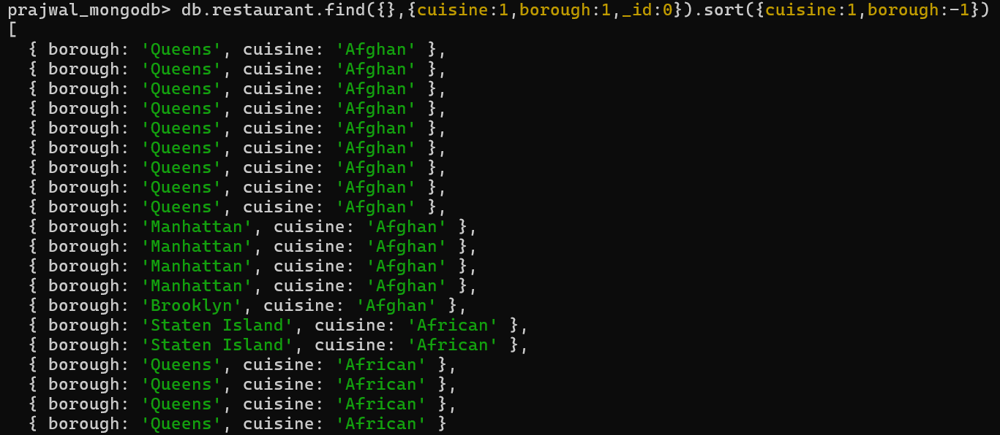 prajwal_mongodb> db.restaurant.find({},{cuisine:1,borough:1,_id:0}).sort({cuisine:1,borough:-1})
[
  { borough: 'Queens', cuisine: 'Afghan' },
  { borough: 'Queens', cuisine: 'Afghan' },
  { borough: 'Queens', cuisine: 'Afghan' },
  { borough: 'Queens', cuisine: 'Afghan' },
  { borough: 'Queens', cuisine: 'Afghan' },
  { borough: 'Queens', cuisine: 'Afghan' },
  { borough: 'Queens', cuisine: 'Afghan' },
  { borough: 'Queens', cuisine: 'Afghan' },
  { borough: 'Queens', cuisine: 'Afghan' },
  { borough: 'Manhattan', cuisine: 'Afghan' },
  { borough: 'Manhattan', cuisine: 'Afghan' },
  { borough: 'Manhattan', cuisine: 'Afghan' },
  { borough: 'Manhattan', cuisine: 'Afghan' },
  { borough: 'Brooklyn', cuisine: 'Afghan' },
  { borough: 'Staten Island', cuisine: 'African' },
  { borough: 'Staten Island', cuisine: 'African' },
  { borough: 'Queens', cuisine: 'African' },
  { borough: 'Queens', cuisine: 'African' },
  { borough: 'Queens', cuisine: 'African' },
  { borough: 'Queens', cuisine: 'African' }